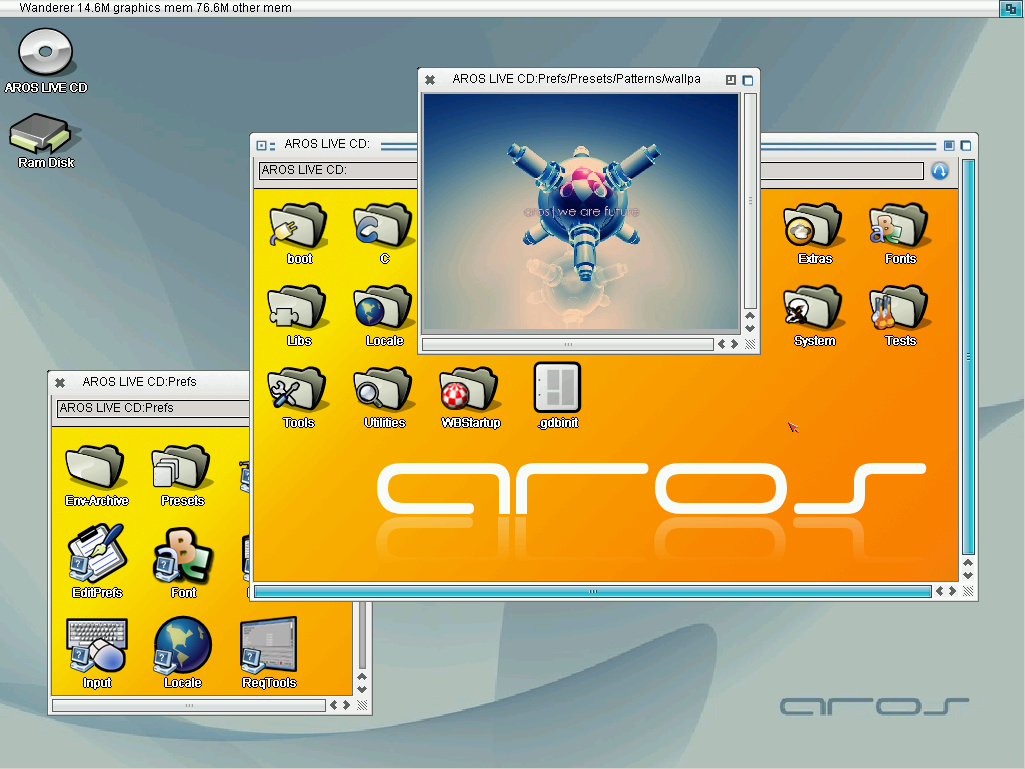 Wanderer 14.6M graphics mem 76.6M other mem
AROS LIVE CD
Ram Disk
AROS LIVE CD:Prefs/Presets/Patterns/wallpa
aros| we are future
AROS LIVE CD:
AROS LIVE CD:
boot
C
Extras
Fonts
Libs
Locale
System
Tests
Tools
Utilities
WBStartup
.gdbinit
aros
AROS LIVE CD:Prefs
AROS LIVE CD:Prefs
Env-Archive
Presets
EditPrefs
Font
Input
Locale
ReqTools
aros